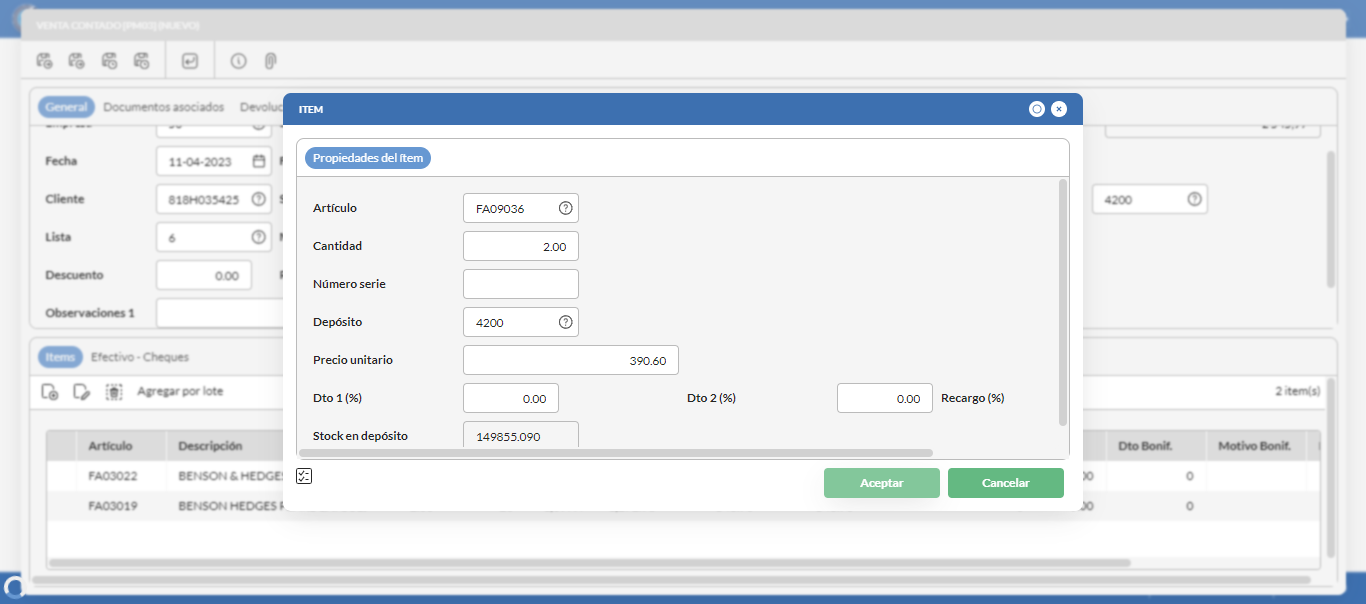 VENTA CONTADO (PM03) (NUEVO)
General Documentos asociados
Fecha 11-04-2023
Cliente 818H035425
4200
Lista 6
Descuento 0.00
Observaciones 1
ITEM
Propiedades del ítem
Artículo FA09036
Cantidad 2.00
Número serie
Depósito 4200
Precio unitario 390.60
Dto 1 (%) 0.00 Dto 2 (%) 0.00 Recargo (%)
Stock en depósito 149855.090
Aceptar Cancelar
Items Efectivo - Cheques
Agregar por lote 2 item(s)
Artículo Descripción Dto Bonif. Motivo Bonif.
FA03022 BENSON & HEDGES 0
FA03019 BENSON HEDGES 0